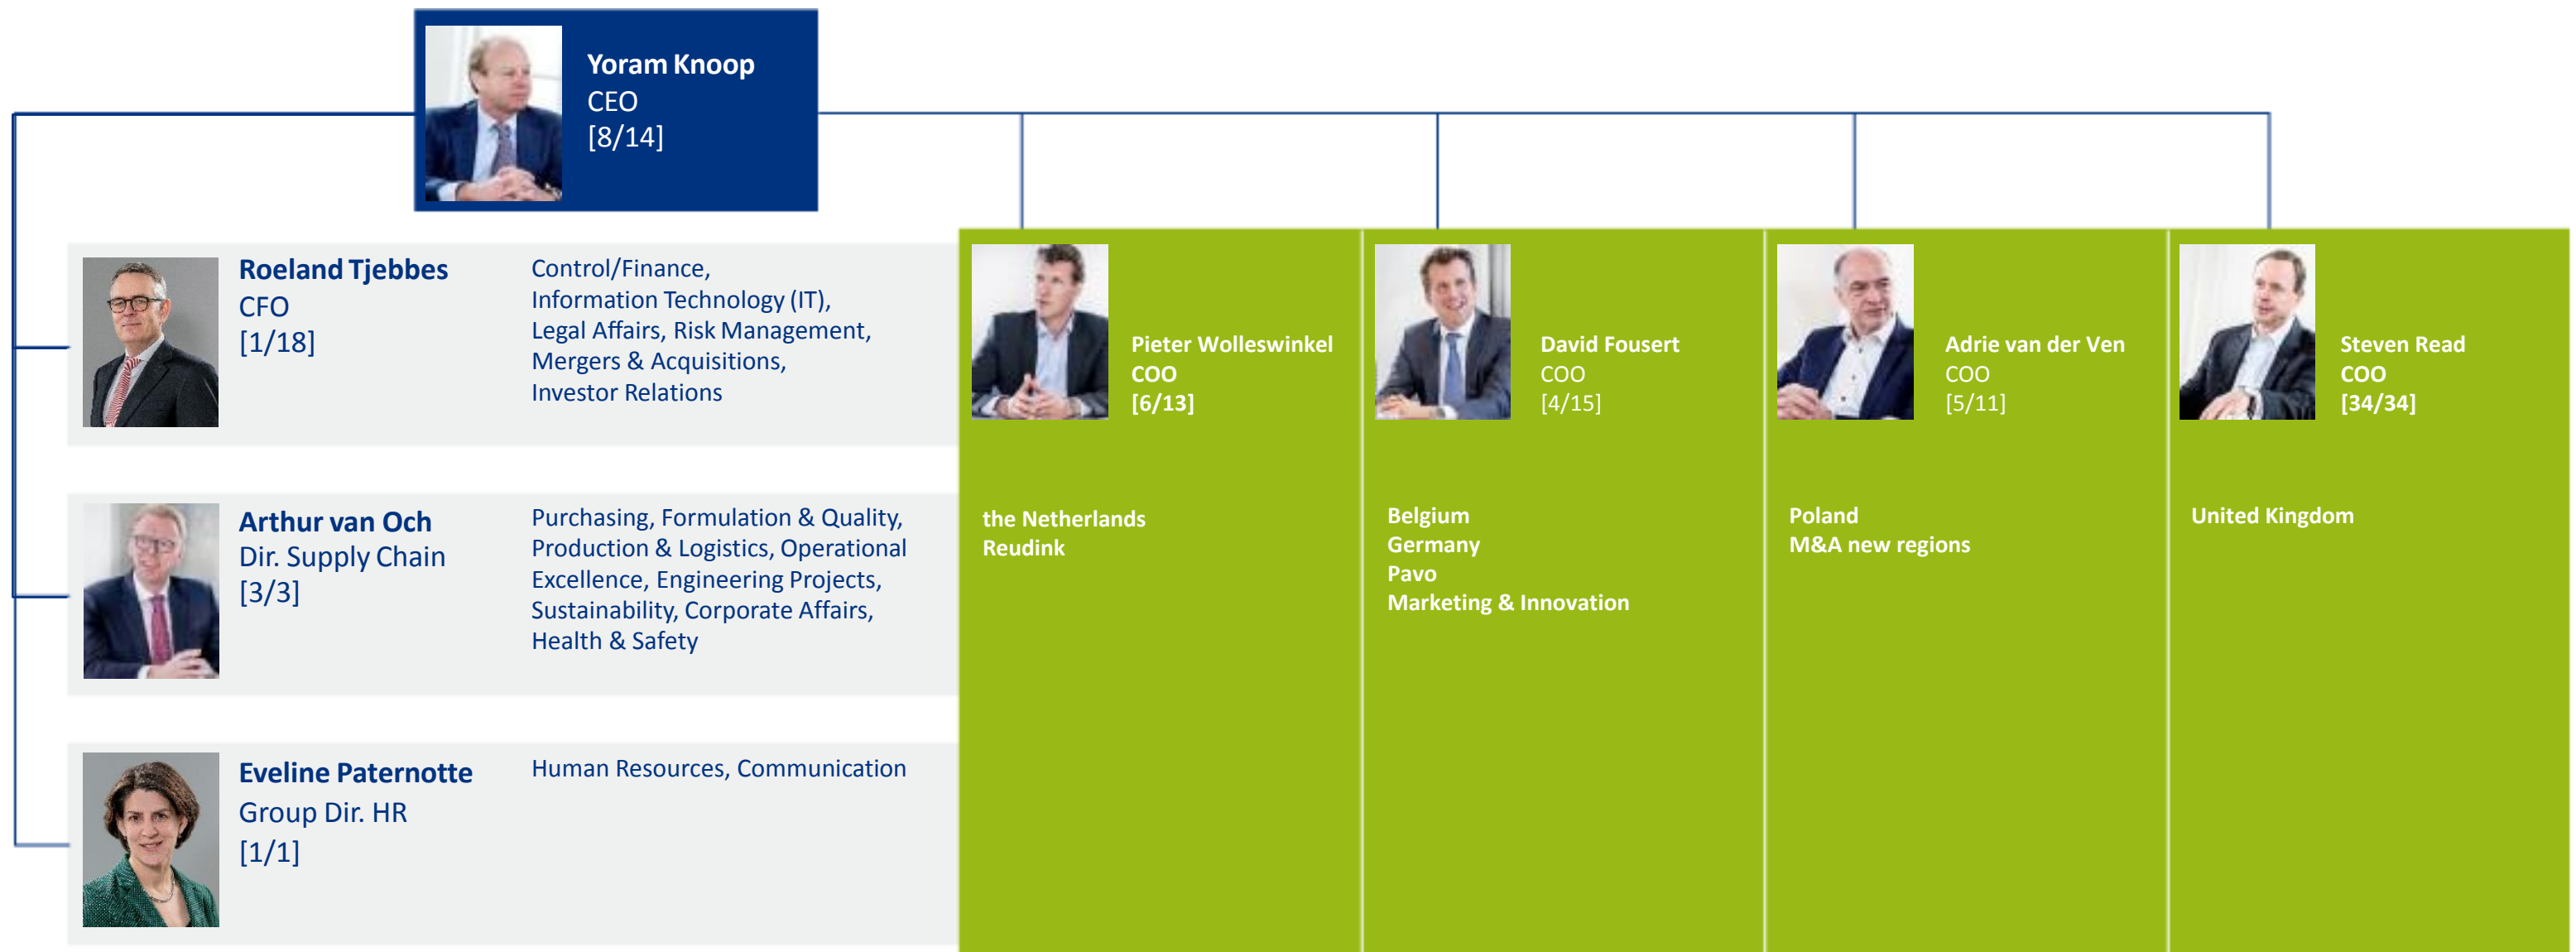 Yoram Knoop
CEO
[8/14]
Roeland Tjebbes
CFO
[1/18]
Control/Finance,
Information Technology (IT),
Legal Affairs, Risk Management,
Mergers & Acquisitions,
Investor Relations
Arthur van Och
Dir. Supply Chain
[3/3]
Purchasing, Formulation & Quality,
Production & Logistics, Operational
Excellence, Engineering Projects,
Sustainability, Corporate Affairs,
Health & Safety
Eveline Paternotte
Group Dir. HR
[1/1]
Human Resources, Communication
Pieter Wolleswinkel
COO
[6/13]
the Netherlands
Reudink
David Fousert
COO
[4/15]
Belgium
Germany
Pavo
Marketing & Innovation
Adrie van der Ven
COO
[5/11]
Poland
M&A new regions
Steven Read
COO
[34/34]
United Kingdom